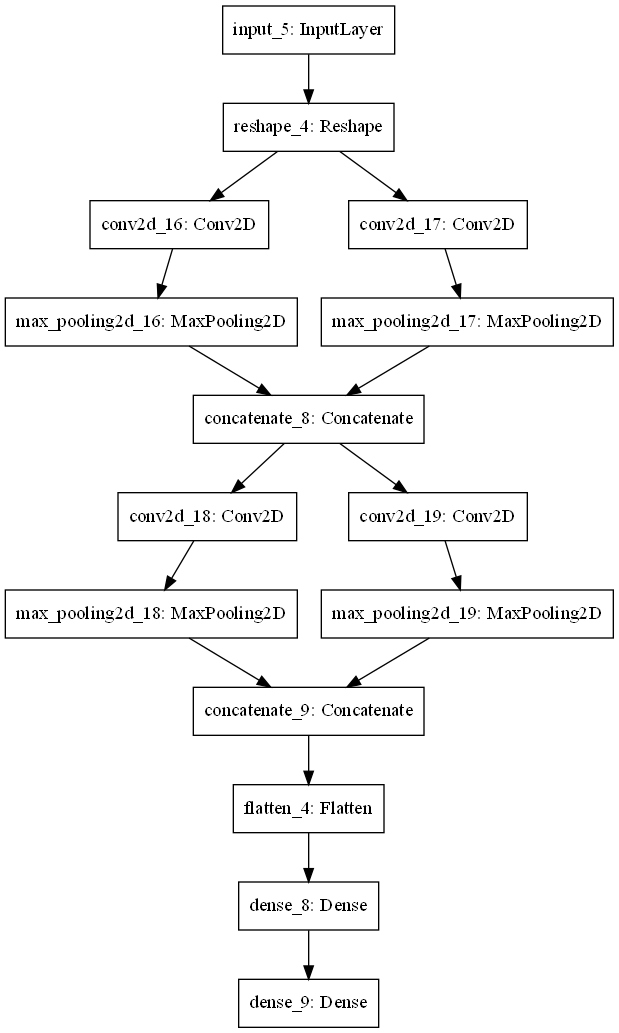 input_5: InputLayer
reshape_4: Reshape
conv2d_16: Conv2D
conv2d_17: Conv2D
max_pooling2d_16: MaxPooling2D
max_pooling2d_17: MaxPooling2D
concatenate_8: Concatenate
conv2d_18: Conv2D
conv2d_19: Conv2D
max_pooling2d_18: MaxPooling2D
max_pooling2d_19: MaxPooling2D
concatenate_9: Concatenate
flatten_4: Flatten
dense_8: Dense
dense_9: Dense